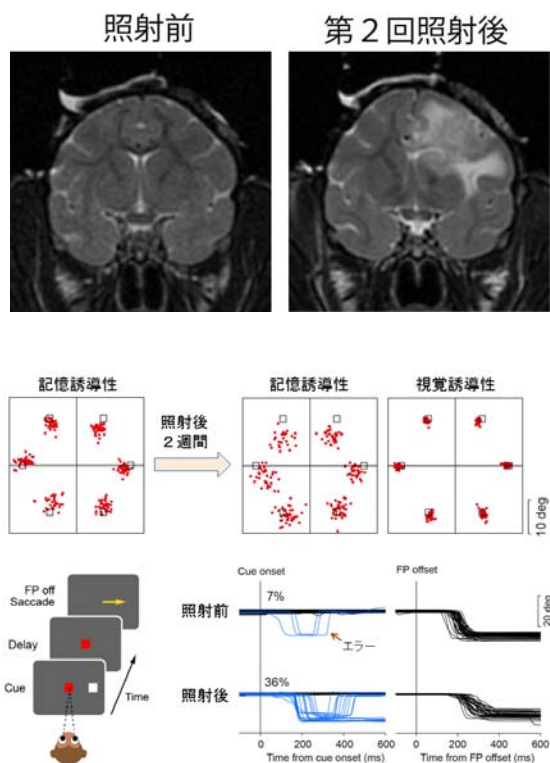 照射前
第２回照射後
記憶誘導性
照射後
２週間
記憶誘導性
視覚誘導性
10 deg
FP off
Saccade
Delay
Cue
Time
Cue onset
FP offset
照射前
7%
エラー
20 deg
照射後
36%
0 200 400 600
Time from cue onset (ms)
0 200 400 600
Time from FP offset (ms)